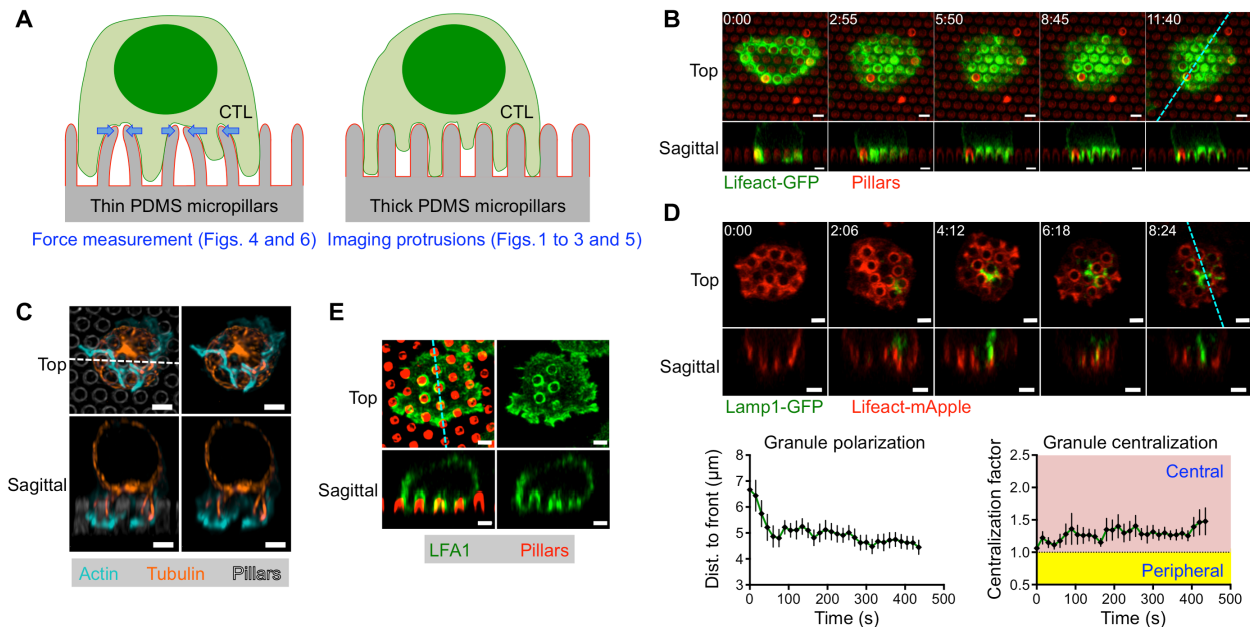 A
CTL
CTL
Thin PDMS micropillars
Thick PDMS micropillars
Force measurement (Figs. 4 and 6)
Imaging protrusions (Figs. 1 to 3 and 5)
B
0:00
2:55
5:50
8:45
11:40
Top
Sagittal
Lifeact-GFP
Pillars
C
Top
Sagittal
Actin
Tubulin
Pillars
E
Top
Sagittal
LFA1
Pillars
D
0:00
2:06
4:12
6:18
8:24
Top
Sagittal
Lamp1-GFP
Lifeact-mApple
Granule polarization
Dist. to front (µm)
8
7
6
5
4
3
0
100
200
300
400
500
Time (s)
Granule centralization
Centralization factor
2.5
2.0
1.5
1.0
0.5
Central
Peripheral
0
100
200
300
400
500
Time (s)